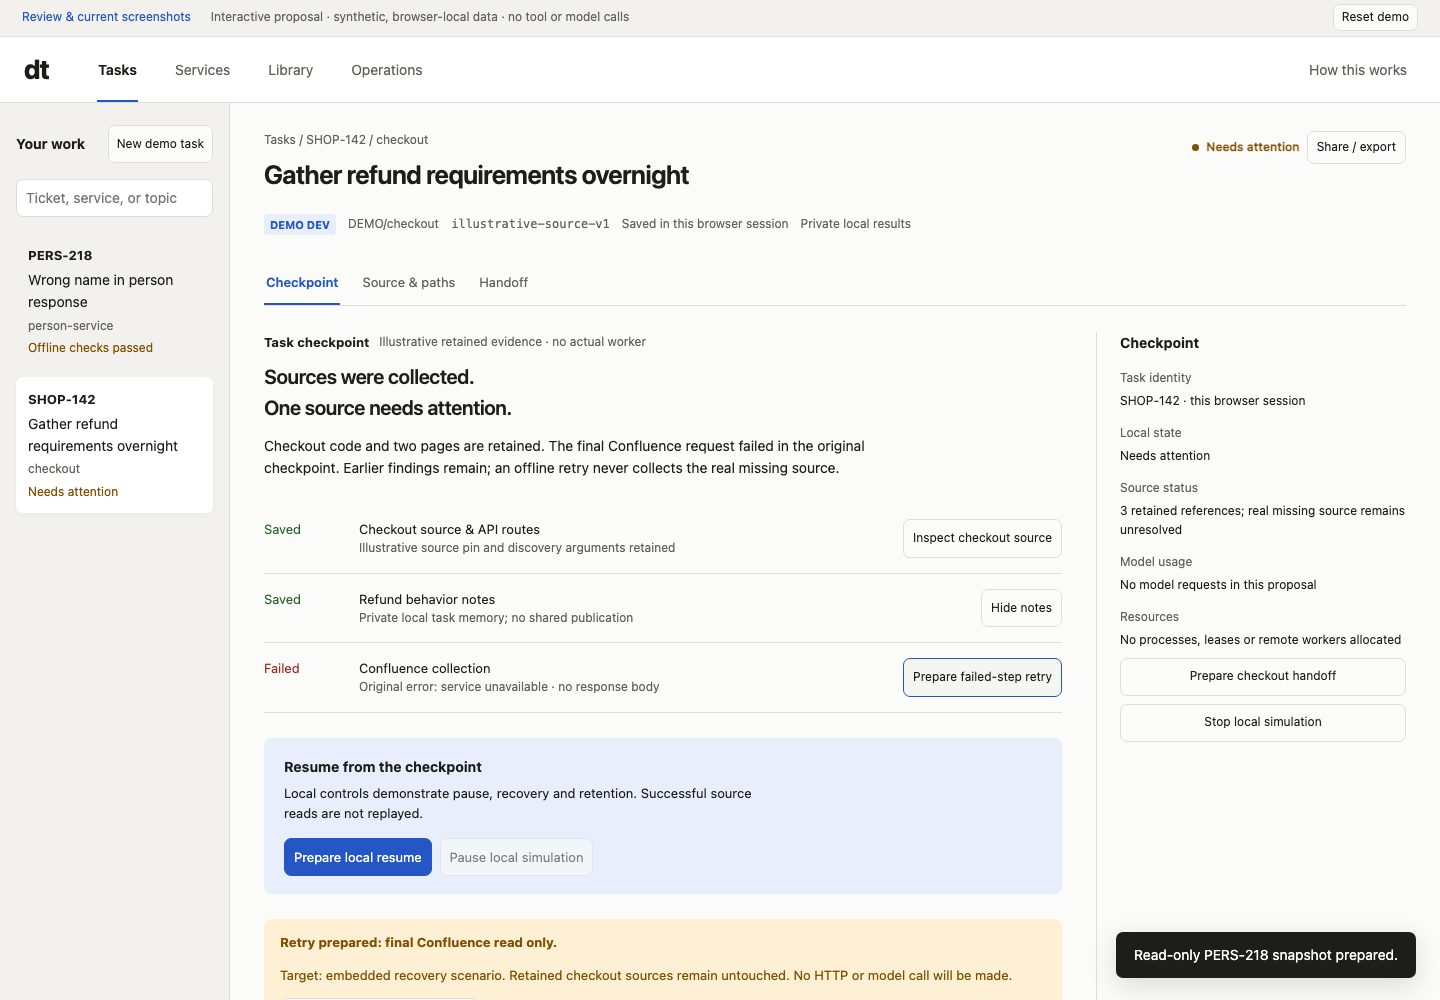 Review & current screenshots
Interactive proposal · synthetic, browser-local data · no tool or model calls
Reset demo
dt
Tasks
Services
Library
Operations
How this works
Your work
New demo task
Ticket, service, or topic
PERS-218
Wrong name in person
response
person-service
Offline checks passed
SHOP-142
Gather refund
requirements overnight
checkout
Needs attention
Tasks / SHOP-142 / checkout
Needs attention
Share / export
Gather refund requirements overnight
DEMO DEV
DEMO/checkout
illustrative-source-v1
Saved in this browser session
Private local results
Checkpoint
Source & paths
Handoff
Task checkpoint
Illustrative retained evidence · no actual worker
Sources were collected.
One source needs attention.
Checkout code and two pages are retained. The final Confluence request failed in the original
checkpoint. Earlier findings remain; an offline retry never collects the real missing source.
Saved
Checkout source & API routes
Illustrative source pin and discovery arguments retained
Inspect checkout source
Saved
Refund behavior notes
Private local task memory; no shared publication
Hide notes
Failed
Confluence collection
Original error: service unavailable · no response body
Prepare failed-step retry
Resume from the checkpoint
Local controls demonstrate pause, recovery and retention. Successful source
reads are not replayed.
Prepare local resume
Pause local simulation
Retry prepared: final Confluence read only.
Target: embedded recovery scenario. Retained checkout sources remain untouched. No HTTP or model call will be made.
Checkpoint
Task identity
SHOP-142 · this browser session
Local state
Needs attention
Source status
3 retained references; real missing source remains
unresolved
Model usage
No model requests in this proposal
Resources
No processes, leases or remote workers allocated
Prepare checkout handoff
Stop local simulation
Read-only PERS-218 snapshot prepared.